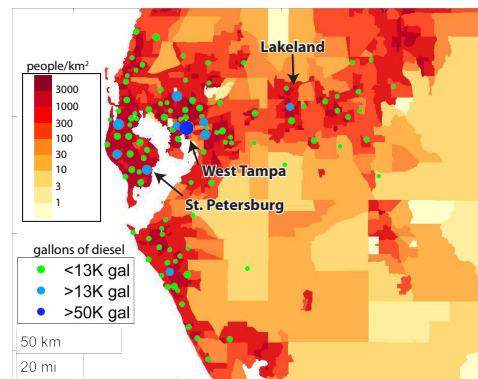 Lakeland
people/km²
3000
1000
300
100
30
10
3
1
West Tampa
St. Petersburg
gallons of diesel
<13K gal
>13K gal
>50K gal
50 km
20 mi